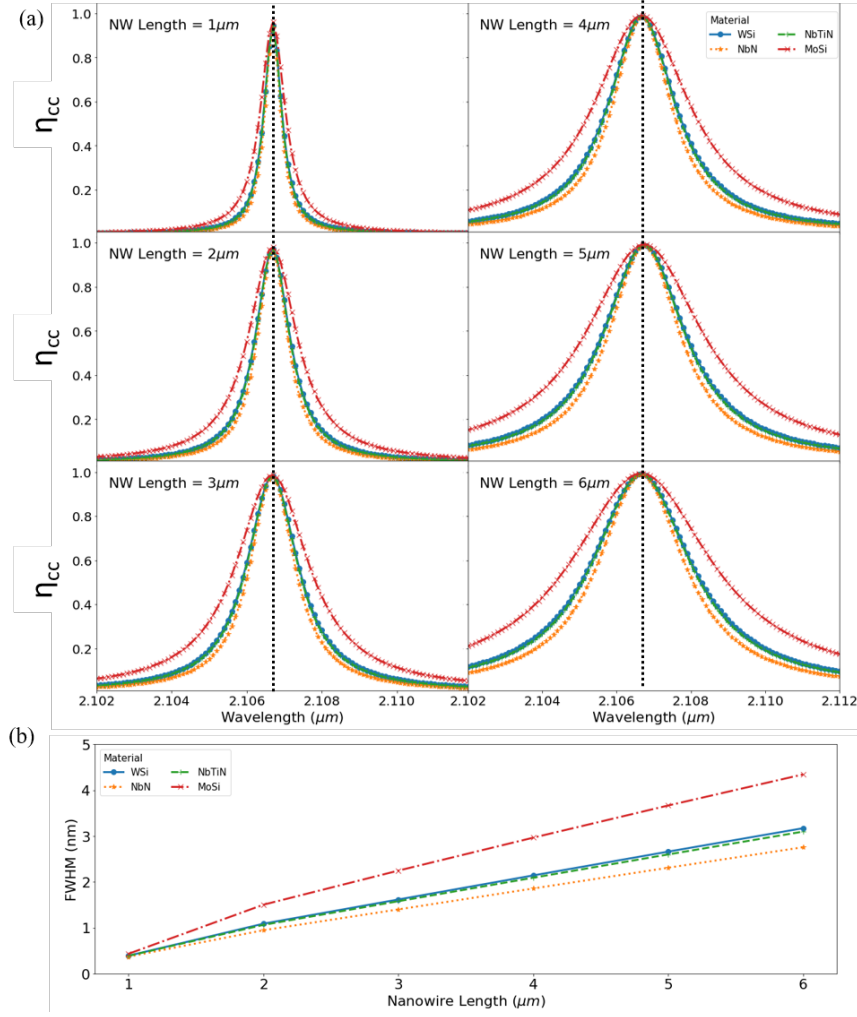 (a)
NW Length = 1μm
NW Length = 4μm
Material
WSi
NbN
NbTiN
MoSi
1.0
0.8
0.6
0.4
0.2
ηcc
NW Length = 2μm
NW Length = 5μm
1.0
0.8
0.6
0.4
0.2
ηcc
NW Length = 3μm
NW Length = 6μm
1.0
0.8
0.6
0.4
0.2
ηcc
2.102 2.104 2.106 2.108 2.110 2.102 2.104 2.106 2.108 2.110 2.112
Wavelength (μm) Wavelength (μm)
(b)
Material
WSi
NbN
NbTiN
MoSi
5
4
3
2
1
0
FWHM (nm)
1 2 3 4 5 6
Nanowire Length (μm)